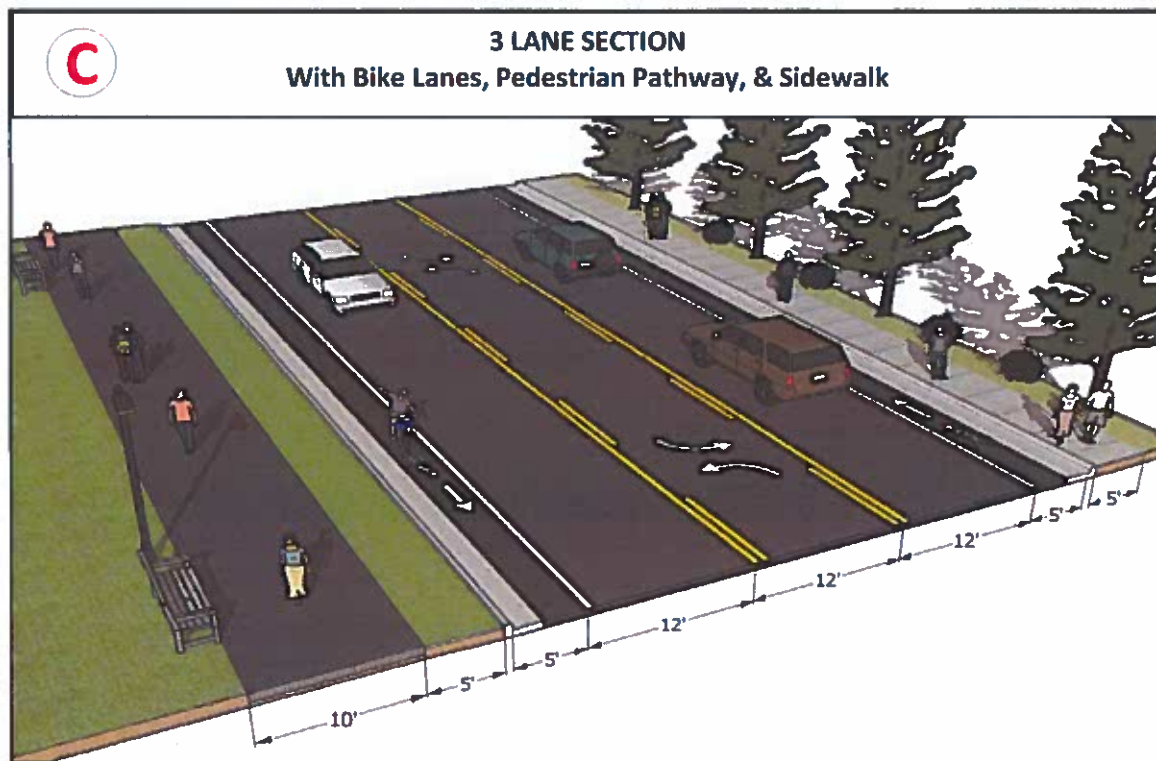 C
3 LANE SECTION
With Bike Lanes, Pedestrian Pathway, & Sidewalk
10'
5'
5'
12'
12'
12'
5'
5'